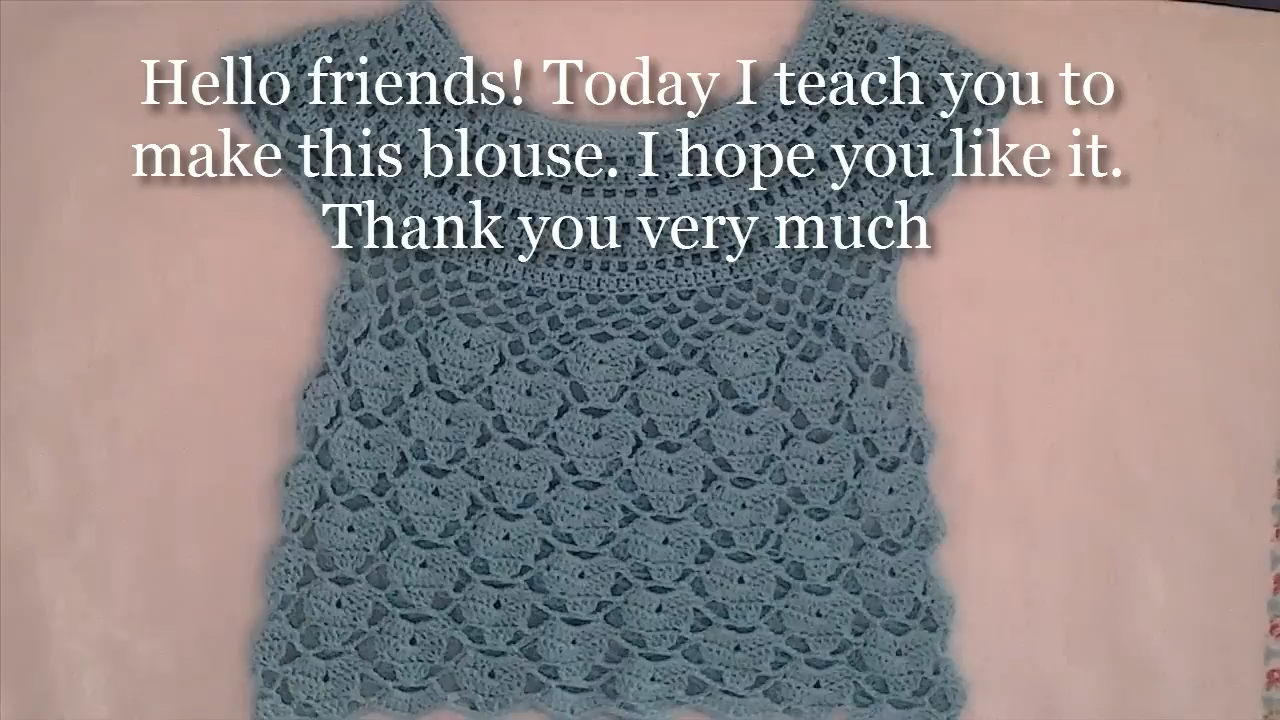 Hello friends! Today I teach you to
make this blouse. I hope you like it.
Thank you very much